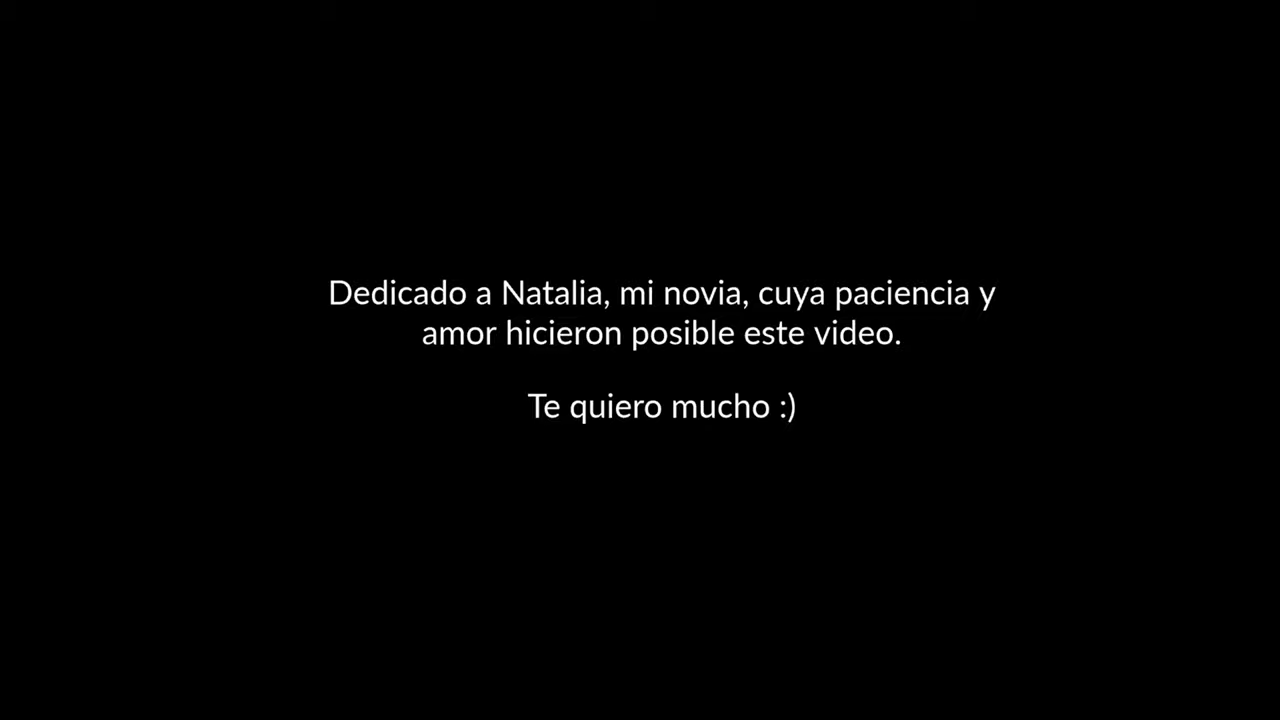 Dedicado a Natalia, mi novia, cuya paciencia y
amor hicieron posible este video.
Te quiero mucho :)